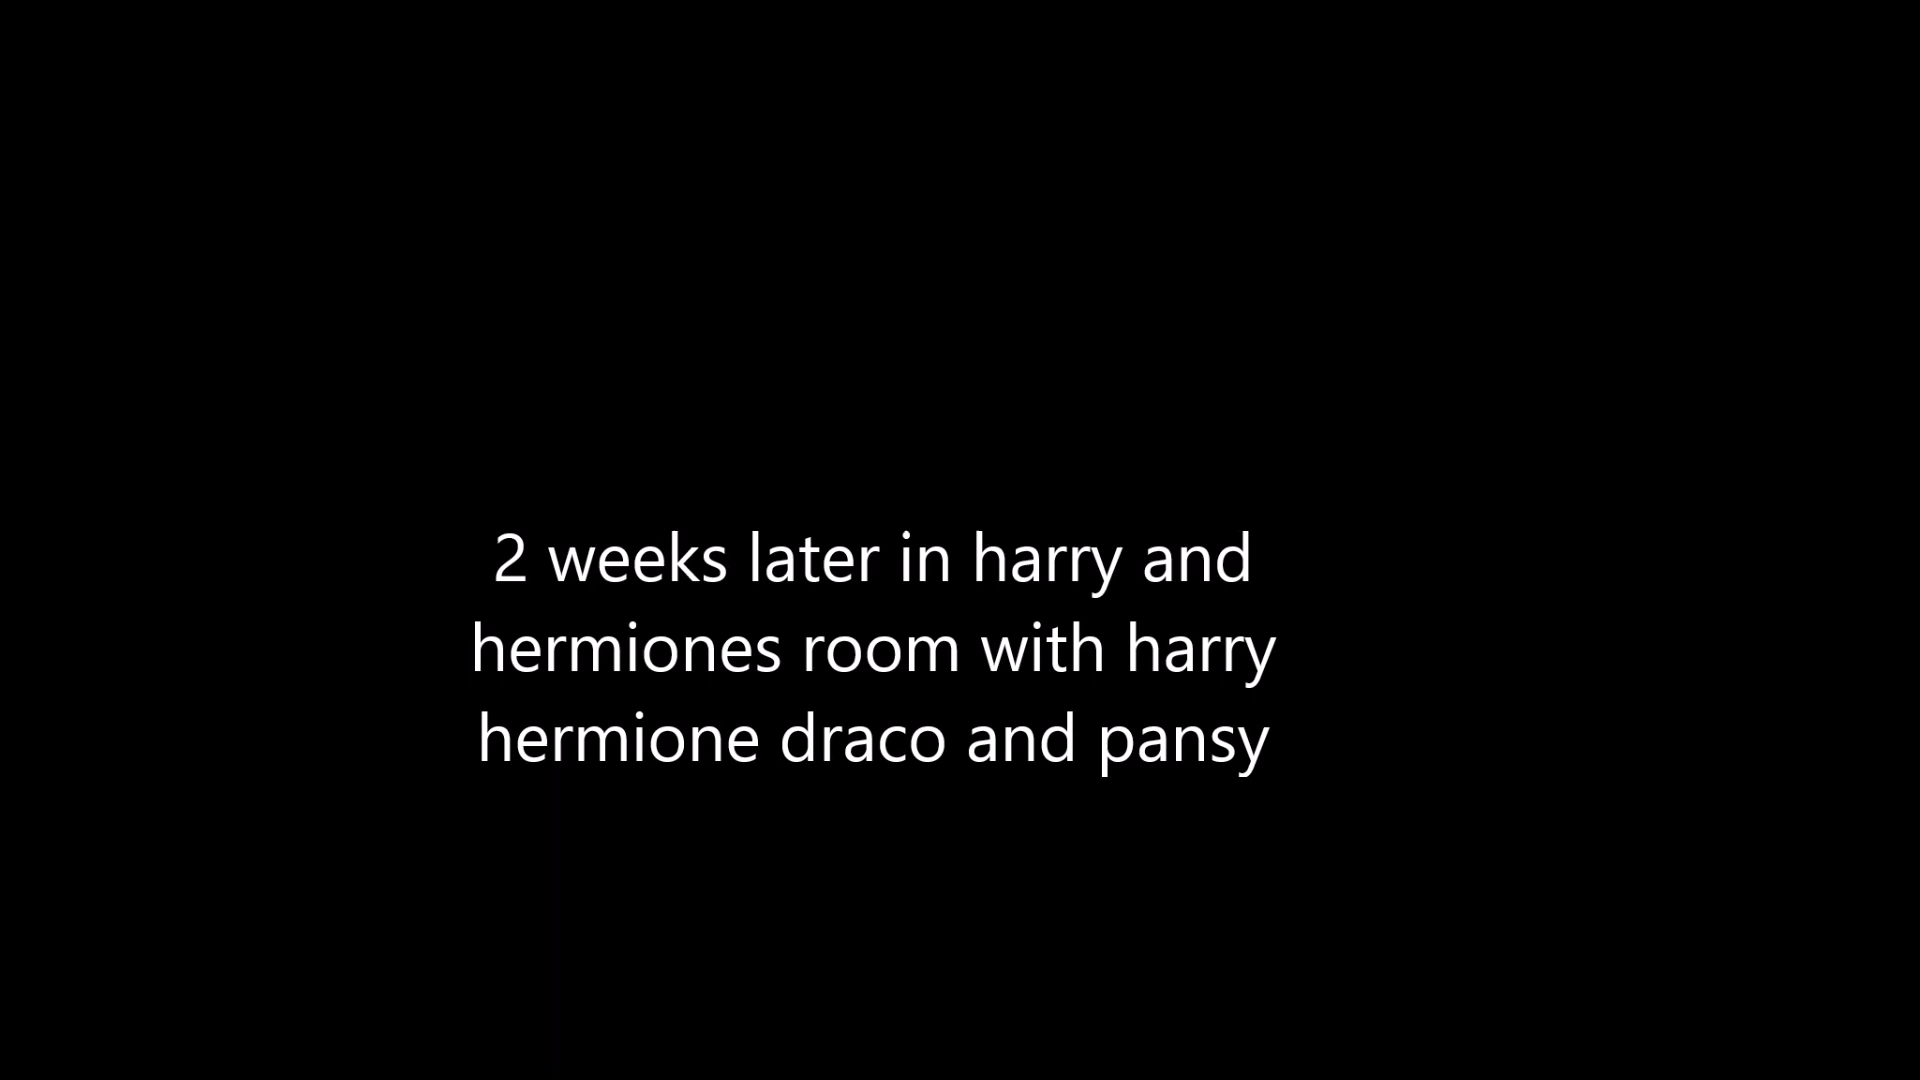 2 weeks later in harry and
hermiones room with harry
hermione draco and pansy